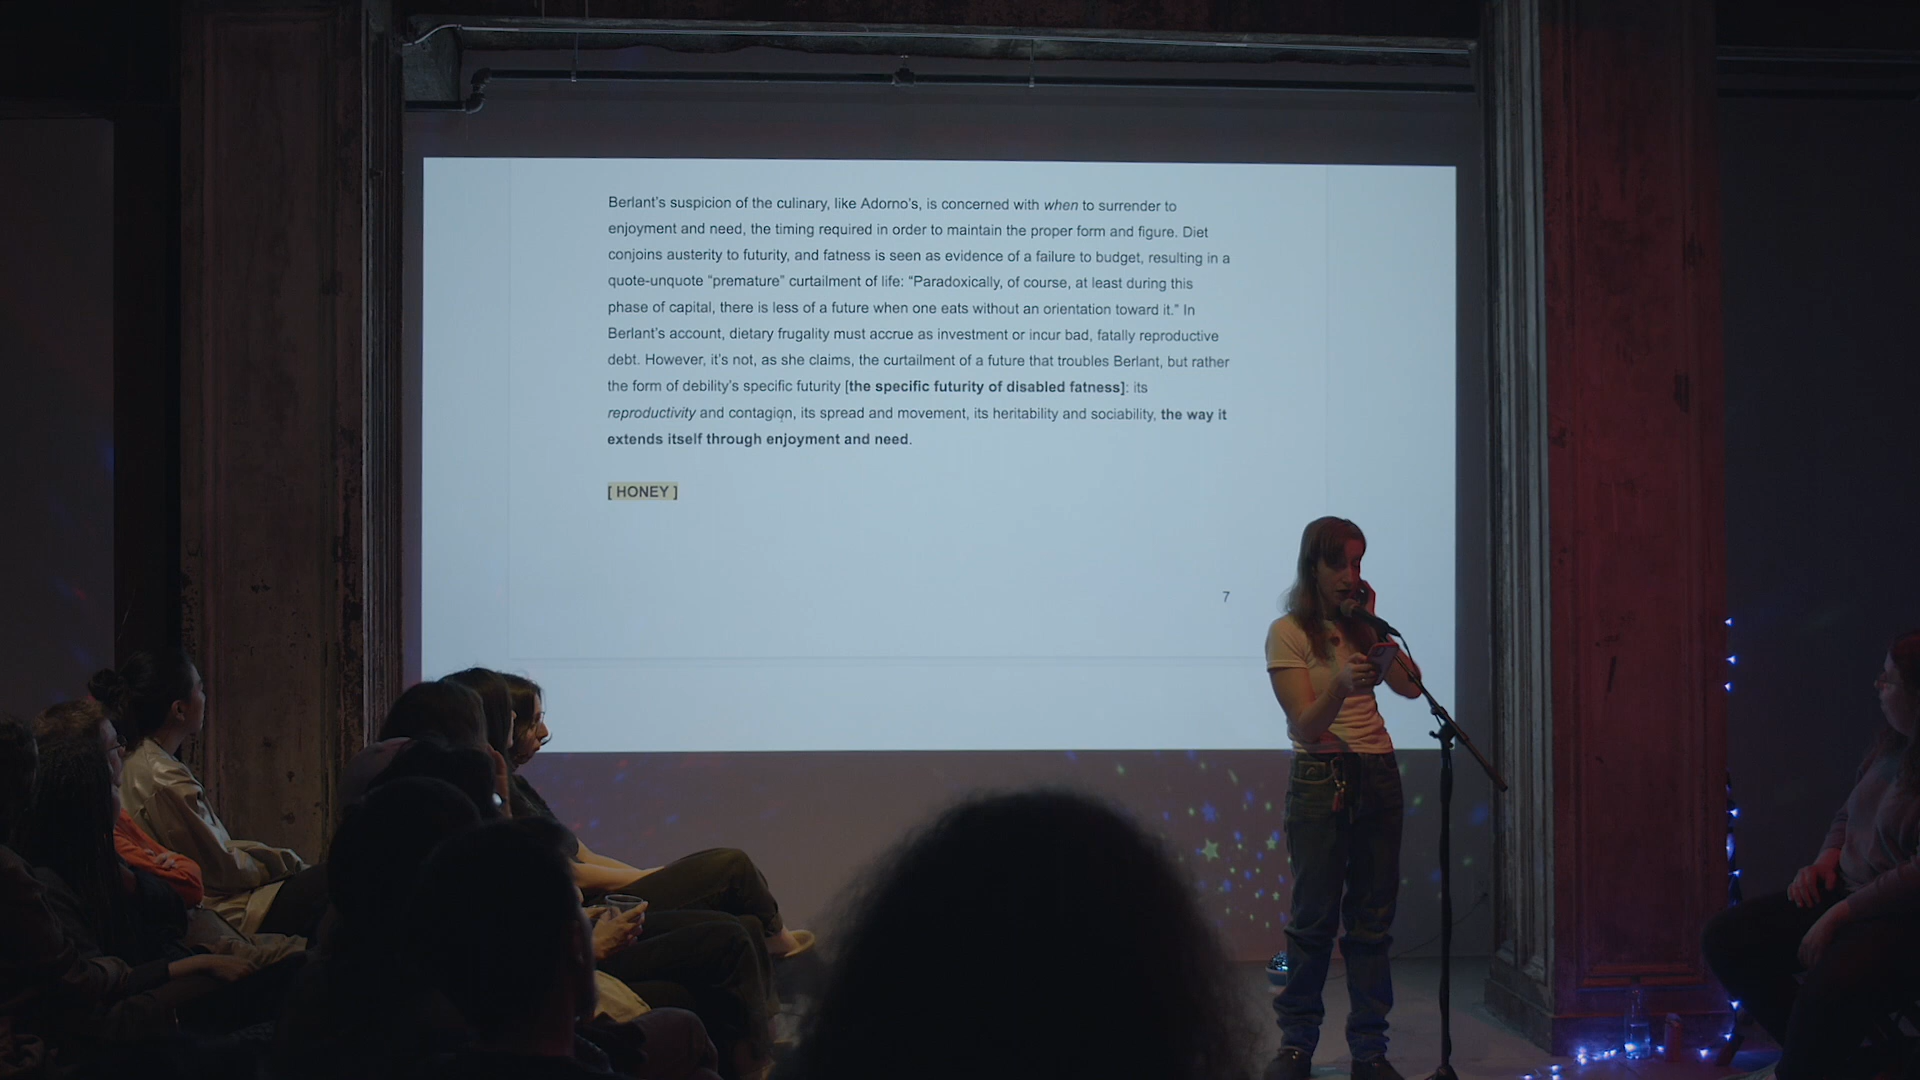 Berlant’s suspicion of the culinary, like Adorno’s, is concerned with when to surrender to
enjoyment and need, the timing required in order to maintain the proper form and figure. Diet
conjoins austerity to futurity, and fatness is seen as evidence of a failure to budget, resulting in a
quote-unquote “premature” curtailment of life: “Paradoxically, of course, at least during this
phase of capital, there is less of a future when one eats without an orientation toward it.” In
Berlant’s account, dietary frugality must accrue as investment or incur bad, fatally reproductive
debt. However, it’s not, as she claims, the curtailment of a future that troubles Berlant, but rather
the form of debility’s specific futurity [the specific futurity of disabled fatness]: its
reproductivity and contagion, its spread and movement, its heritability and sociability, the way it
extends itself through enjoyment and need.
[ HONEY ]
7